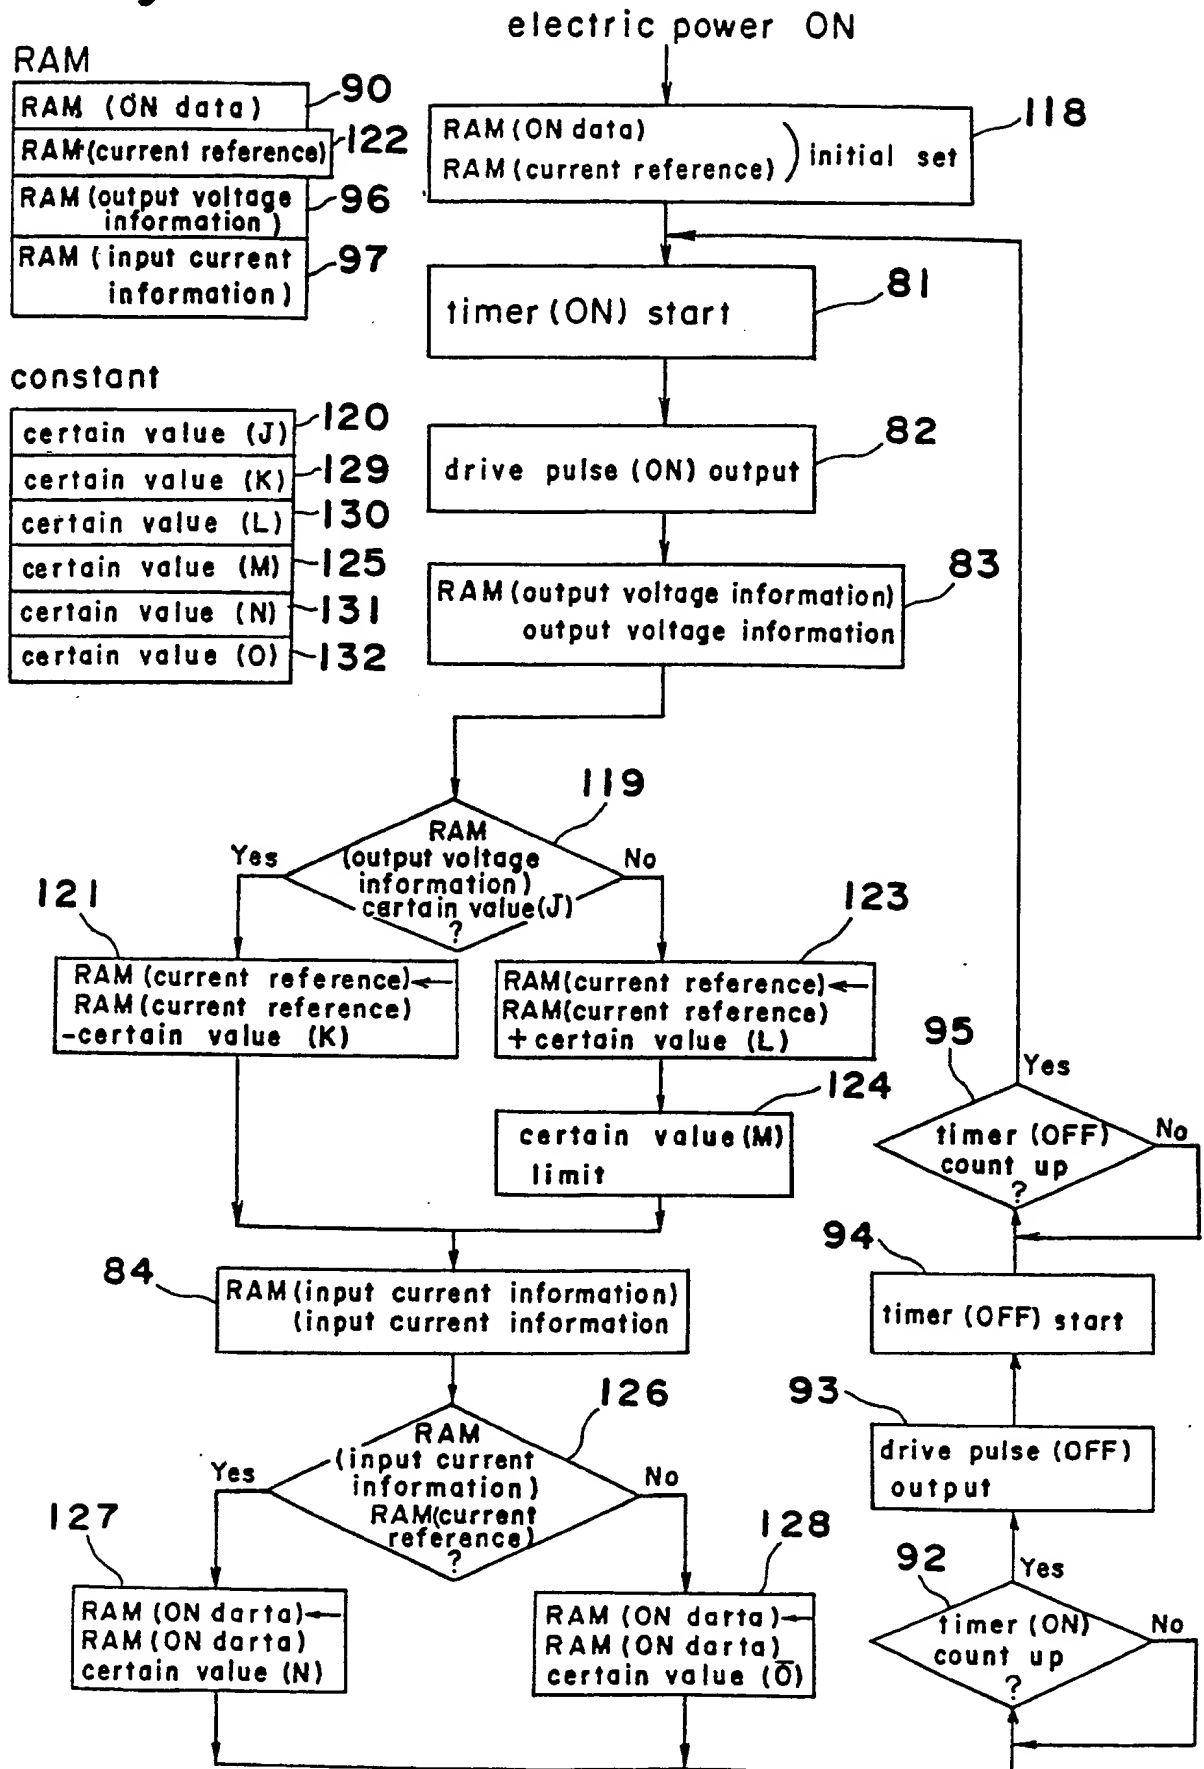 electric power ON
RAM
RAM (ON data)
90
RAM (current reference)
122
RAM (output voltage
information)
96
RAM (input current
information)
97
constant
certain value (J)
120
certain value (K)
129
certain value (L)
130
certain value (M)
125
certain value (N)
131
certain value (O)
132
RAM (ON data)
RAM (current reference)
) initial set
118
timer (ON) start
81
drive pulse (ON) output
82
RAM (output voltage information)
output voltage information
83
119
RAM
(output voltage
information)
certain value (J)
?
Yes
No
121
RAM (current reference) ←
RAM (current reference)
-certain value (K)
123
RAM (current reference) ←
RAM (current reference)
+ certain value (L)
124
certain value (M)
limit
84
RAM (input current information)
(input current information
126
RAM
(input current
information)
RAM (current
reference)
?
Yes
No
127
RAM (ON darta) ←
RAM (ON darta)
certain value (N)
128
RAM (ON darta) ←
RAM (ON darta)
certain value (O̅)
95
Yes
timer (OFF)
count up
?
No
94
timer (OFF) start
93
drive pulse (OFF)
output
92
Yes
timer (ON)
count up
?
No